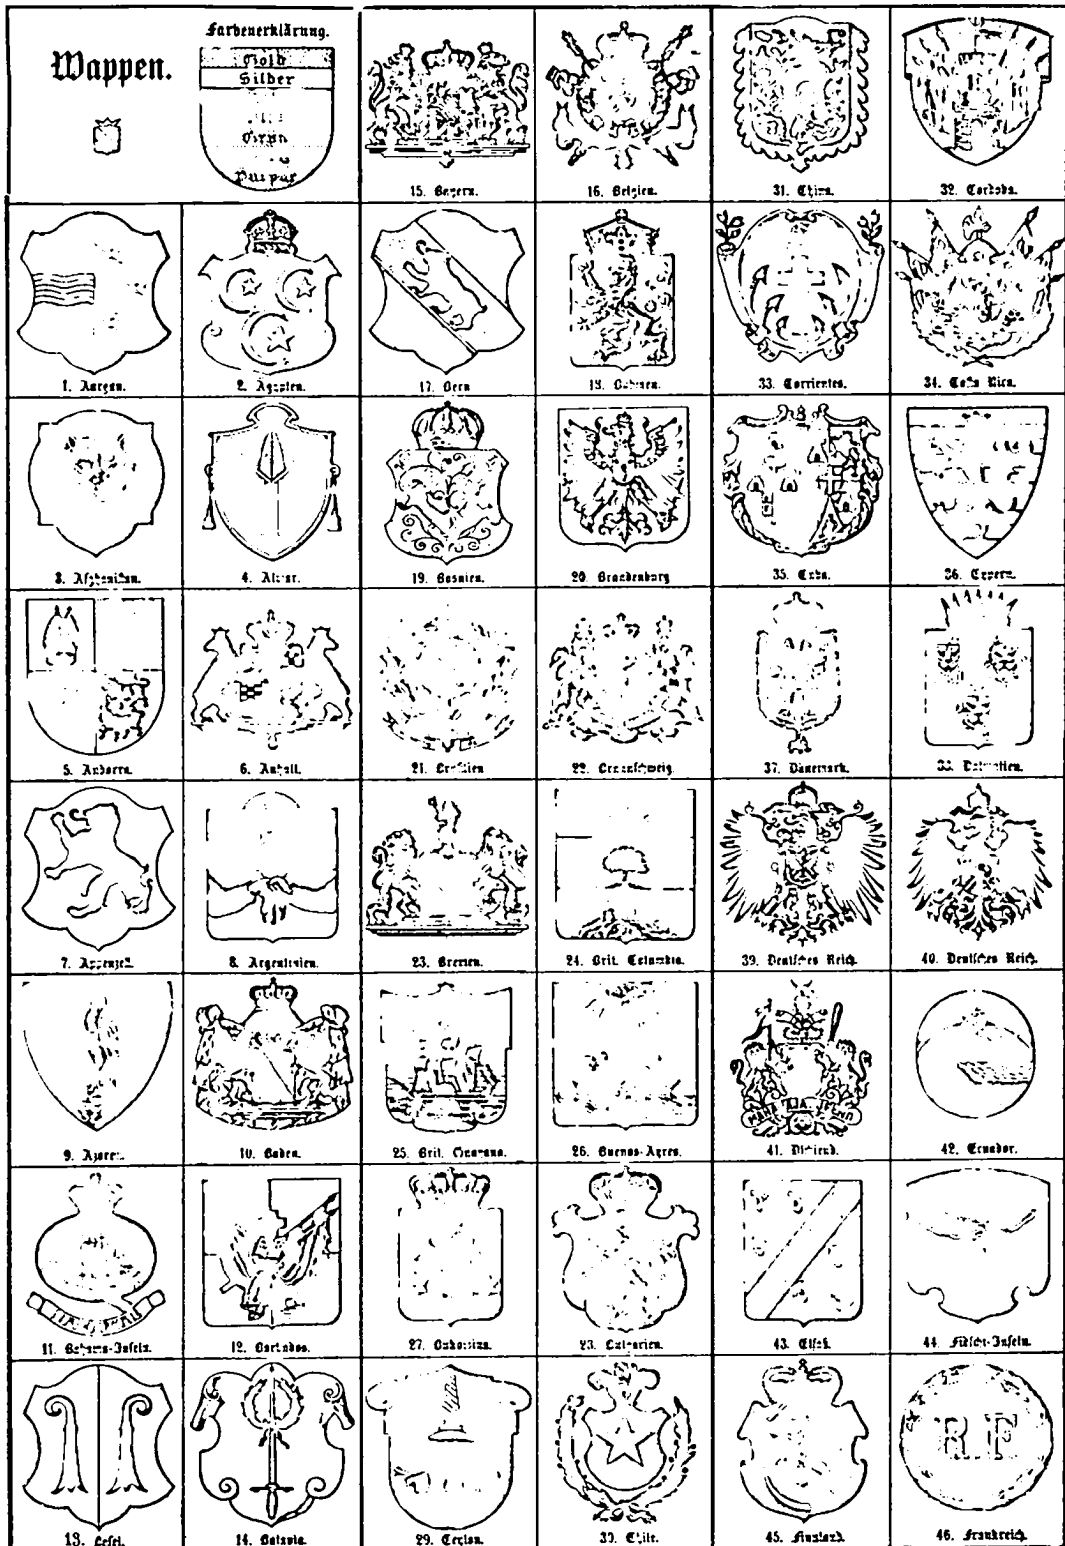 Wappen.
Farbenerklärung.
Gold
Silber
Grün
Purpur
15. Bayern.
16. Belgien.
31. China.
32. Cordoba.
1. Aargau.
2. Ägypten.
17. Bern
18. Böhmen.
33. Corrientes.
34. Costa Rica.
3. Afghanistan.
4. Alwar.
19. Bosnien.
20. Brandenburg
35. Cuba.
36. Cypern.
5. Andorra.
6. Anhalt.
21. Brasilien
22. Braunschweig.
37. Dänemark.
38. Dalmatien.
7. Appenzell.
8. Argentinien.
23. Bremen.
24. Brit. Columbia.
39. Deutsches Reich.
40. Deutsches Reich.
9. Azoren.
10. Baden.
25. Brit. Guayana.
26. Buenos-Ayres.
41.
42. Ecuador.
11. Bahama-Inseln.
12. Barbados.
27. Bukowina.
28. Bulgarien.
43. Elsaß.
44. Fidschi-Inseln.
13. Basel.
14. Batavia.
29. Ceylon.
30. Chile.
45. Finnland.
R F
46. Frankreich.